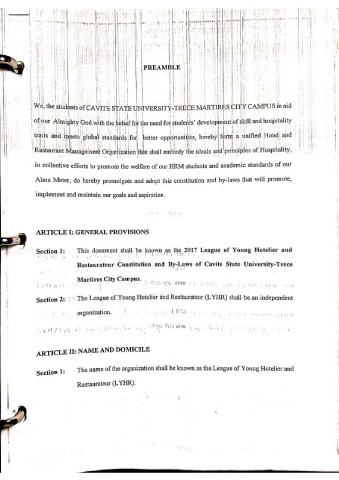 PREAMBLE
We, the students of CAVITE STATE UNIVERSITY-TRECE MARTIRES CITY CAMPUS in aid
of our Almighty God with the belief for the need for students' development of skill and hospitality
traits and meets global standards for better opportunities, hereby form a unified Hotel and
Restaurant Management Organization this shall embody the ideals and principles of Hospitality,
in collective efforts to promote the welfare of our HRM students and academic standards of our
Alma Mater, do hereby promulgate and adopt this constitution and by-laws that will promote,
implement and maintain our goals and aspiration.
ARTICLE I: GENERAL PROVISIONS
Section 1: This document shall be known as the 2017 League of Young Hotelier and
Restaurateur Constitution and By-Laws of Cavite State University-Trece
Martires City Campus.
Section 2: The League of Young Hotelier and Restaurateur (LYHR) shall be an independent
organization.
ARTICLE II: NAME AND DOMICILE
Section 1: The name of the organization shall be known as the League of Young Hotelier and
Restaurateur (LYHR).